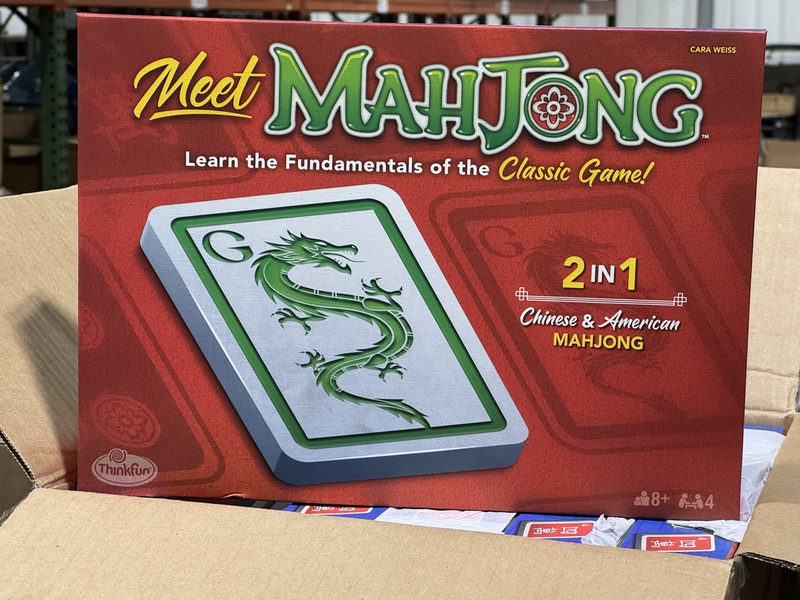 CARA WEISS
Meet MAHJONG™
Learn the Fundamentals of the Classic Game!
G
G
2 IN 1
Chinese & American
MAHJONG
Thinkfun®
8+ 4